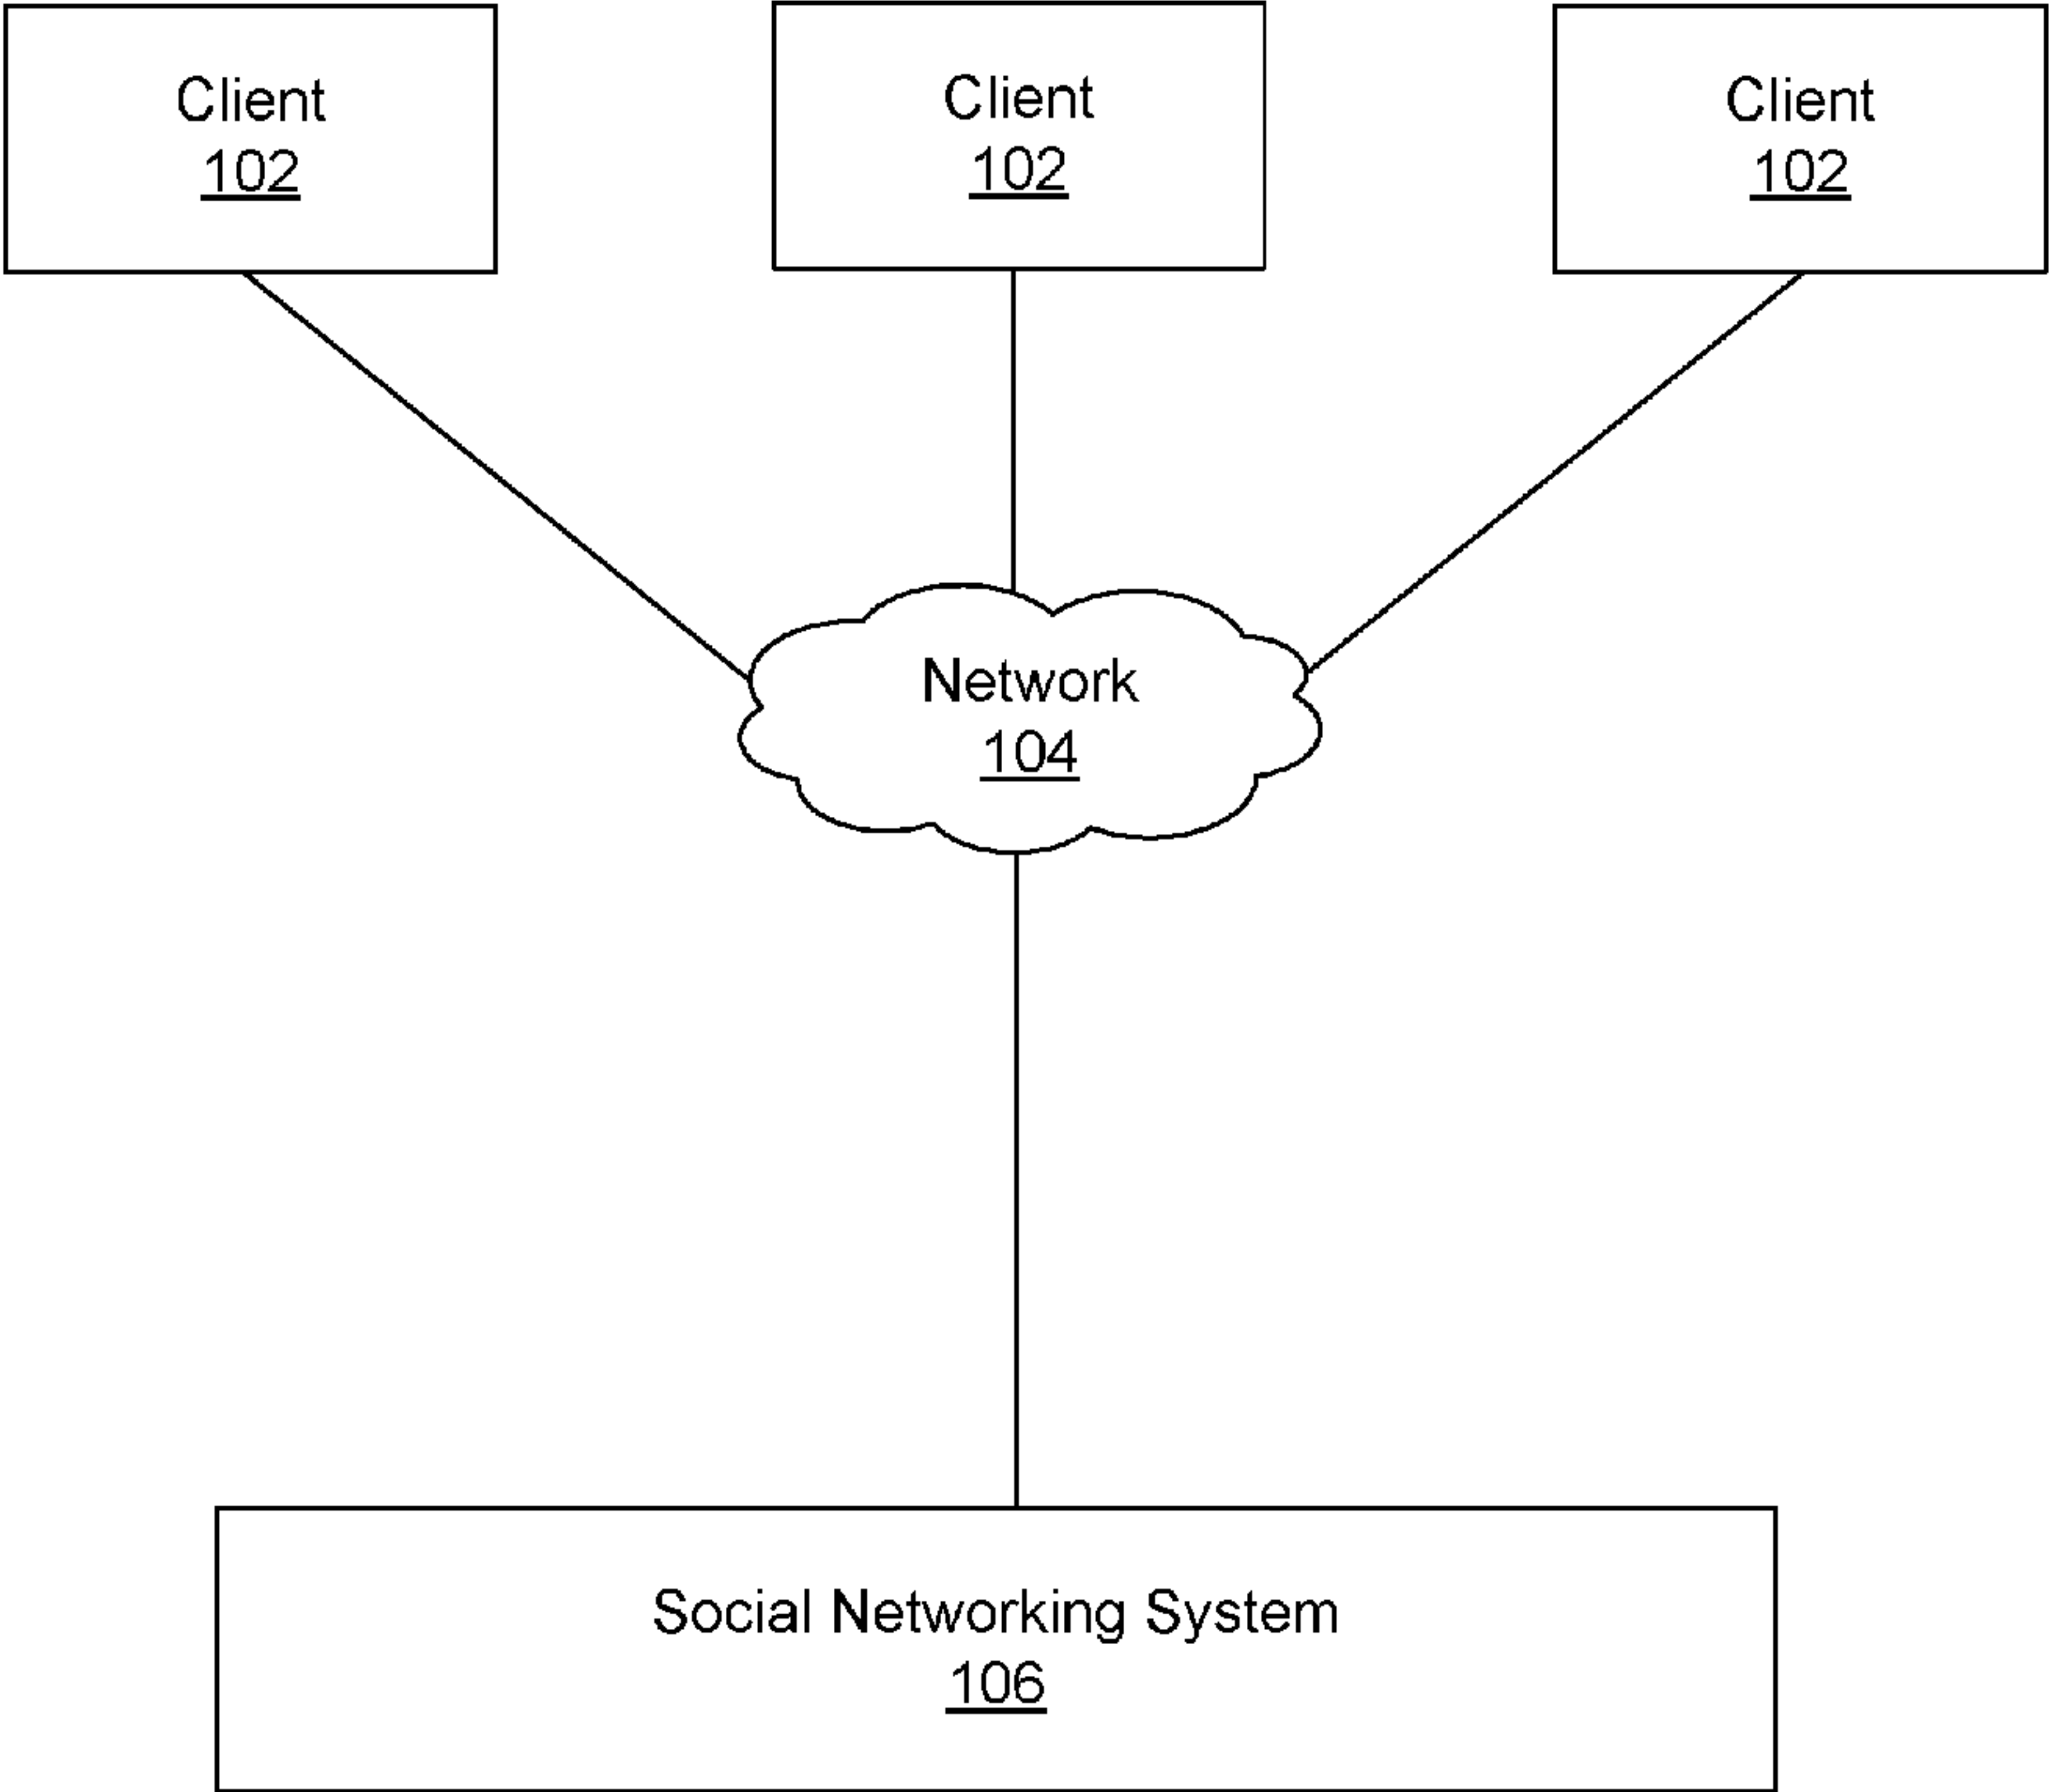 Client
102
Client
102
Client
102
Network
104
Social Networking System
106